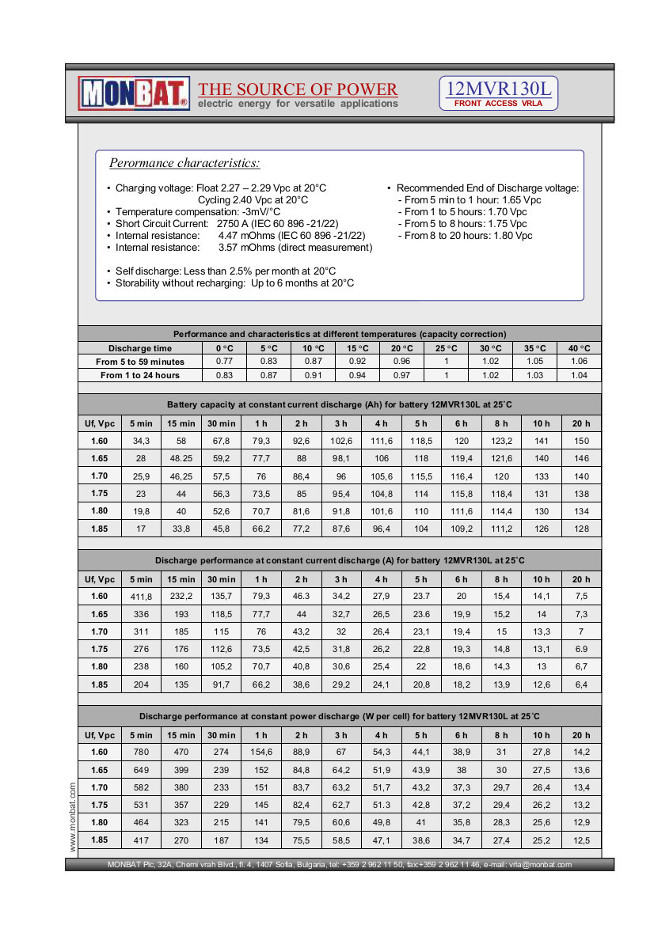 MONBAT®
THE SOURCE OF POWER
electric energy for versatile applications
12MVR130L
FRONT ACCESS VRLA
Perormance characteristics:
• Charging voltage: Float 2.27 – 2.29 Vpc at 20°C
Cycling 2.40 Vpc at 20°C
• Temperature compensation: -3mV/°C
• Short Circuit Current: 2750 A (IEC 60 896 -21/22)
• Internal resistance: 4.47 mOhms (IEC 60 896 -21/22)
• Internal resistance: 3.57 mOhms (direct measurement)
• Self discharge: Less than 2.5% per month at 20°C
• Storability without recharging: Up to 6 months at 20°C
• Recommended End of Discharge voltage:
- From 5 min to 1 hour: 1.65 Vpc
- From 1 to 5 hours: 1.70 Vpc
- From 5 to 8 hours: 1.75 Vpc
- From 8 to 20 hours: 1.80 Vpc
Performance and characteristics at different temperatures (capacity correction)
Discharge time 0 °C 5 °C 10 °C 15 °C 20 °C 25 °C 30 °C 35 °C 40 °C
From 5 to 59 minutes 0.77 0.83 0.87 0.92 0.96 1 1.02 1.05 1.06
From 1 to 24 hours 0.83 0.87 0.91 0.94 0.97 1 1.02 1.03 1.04
Battery capacity at constant current discharge (Ah) for battery 12MVR130L at 25°C
Uf, Vpc 5 min 15 min 30 min 1 h 2 h 3 h 4 h 5 h 6 h 8 h 10 h 20 h
1.60 34,3 58 67,8 79,3 92,6 102,6 111,6 118,5 120 123,2 141 150
1.65 28 48.25 59,2 77,7 88 98,1 106 118 119,4 121,6 140 146
1.70 25,9 46,25 57,5 76 86,4 96 105,6 115,5 116,4 120 133 140
1.75 23 44 56,3 73,5 85 95,4 104,8 114 115,8 118,4 131 138
1.80 19,8 40 52,6 70,7 81,6 91,8 101,6 110 111,6 114,4 130 134
1.85 17 33,8 45,8 66,2 77,2 87,6 96,4 104 109,2 111,2 126 128
Discharge performance at constant current discharge (A) for battery 12MVR130L at 25°C
Uf, Vpc 5 min 15 min 30 min 1 h 2 h 3 h 4 h 5 h 6 h 8 h 10 h 20 h
1.60 411,8 232,2 135,7 79,3 46.3 34,2 27,9 23.7 20 15,4 14,1 7,5
1.65 336 193 118,5 77,7 44 32,7 26,5 23.6 19,9 15,2 14 7,3
1.70 311 185 115 76 43,2 32 26,4 23,1 19,4 15 13,3 7
1.75 276 176 112,6 73,5 42,5 31,8 26,2 22,8 19,3 14,8 13,1 6.9
1.80 238 160 105,2 70,7 40,8 30,6 25,4 22 18,6 14,3 13 6,7
1.85 204 135 91,7 66,2 38,6 29,2 24,1 20,8 18,2 13,9 12,6 6,4
Discharge performance at constant power discharge (W per cell) for battery 12MVR130L at 25°C
Uf, Vpc 5 min 15 min 30 min 1 h 2 h 3 h 4 h 5 h 6 h 8 h 10 h 20 h
1.60 780 470 274 154,6 88,9 67 54,3 44,1 38,9 31 27,8 14,2
1.65 649 399 239 152 84,8 64,2 51,9 43,9 38 30 27,5 13,6
1.70 582 380 233 151 83,7 63,2 51,7 43,2 37,3 29,7 26,4 13,4
1.75 531 357 229 145 82,4 62,7 51.3 42,8 37,2 29,4 26,2 13,2
1.80 464 323 215 141 79,5 60,6 49,8 41 35,8 28,3 25,6 12,9
1.85 417 270 187 134 75,5 58,5 47,1 38,6 34,7 27,4 25,2 12,5
www.monbat.com
MONBAT Plc, 32A, Cherni vrah Blvd., fl. 4, 1407 Sofia, Bulgaria, tel: +359 2 962 11 50, fax:+359 2 962 11 46, e-mail: vrla@monbat.com